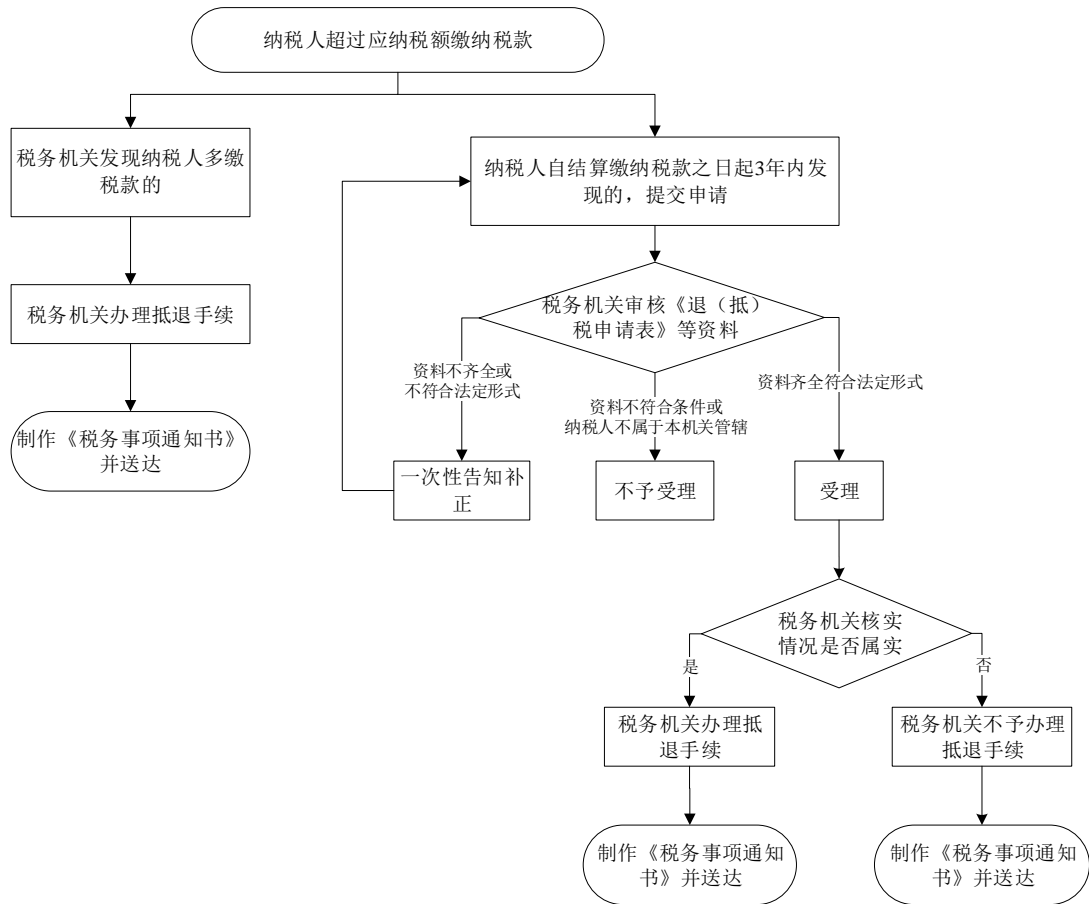 纳税人超过应纳税额缴纳税款
税务机关发现纳税人多缴
税款的
纳税人自结算缴纳税款之日起3年内发
现的，提交申请
税务机关办理抵退手续
税务机关审核《退（抵）
税申请表》等资料
资料不齐全或
不符合法定形式
资料不符合条件或
纳税人不属于本机关管辖
资料齐全符合法定形式
制作《税务事项通知书》
并送达
一次性告知补
正
不予受理
受理
税务机关核实
情况是否属实
是
否
税务机关办理抵
退手续
税务机关不予办理
抵退手续
制作《税务事项通知
书》并送达
制作《税务事项通知
书》并送达